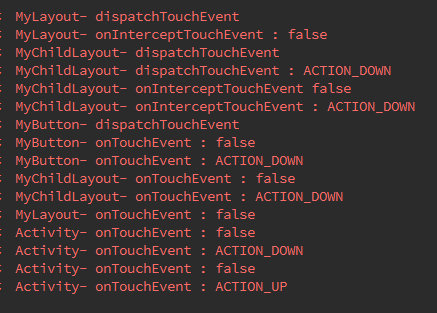 MyLayout- dispatchTouchEvent
MyLayout- onInterceptTouchEvent : false
MyChildLayout- dispatchTouchEvent
MyChildLayout- dispatchTouchEvent : ACTION_DOWN
MyChildLayout- onInterceptTouchEvent false
MyChildLayout- onInterceptTouchEvent : ACTION_DOWN
MyButton- dispatchTouchEvent
MyButton- onTouchEvent : false
MyButton- onTouchEvent : ACTION_DOWN
MyChildLayout- onTouchEvent : false
MyChildLayout- onTouchEvent : ACTION_DOWN
MyLayout- onTouchEvent : false
Activity- onTouchEvent : false
Activity- onTouchEvent : ACTION_DOWN
Activity- onTouchEvent : false
Activity- onTouchEvent : ACTION_UP